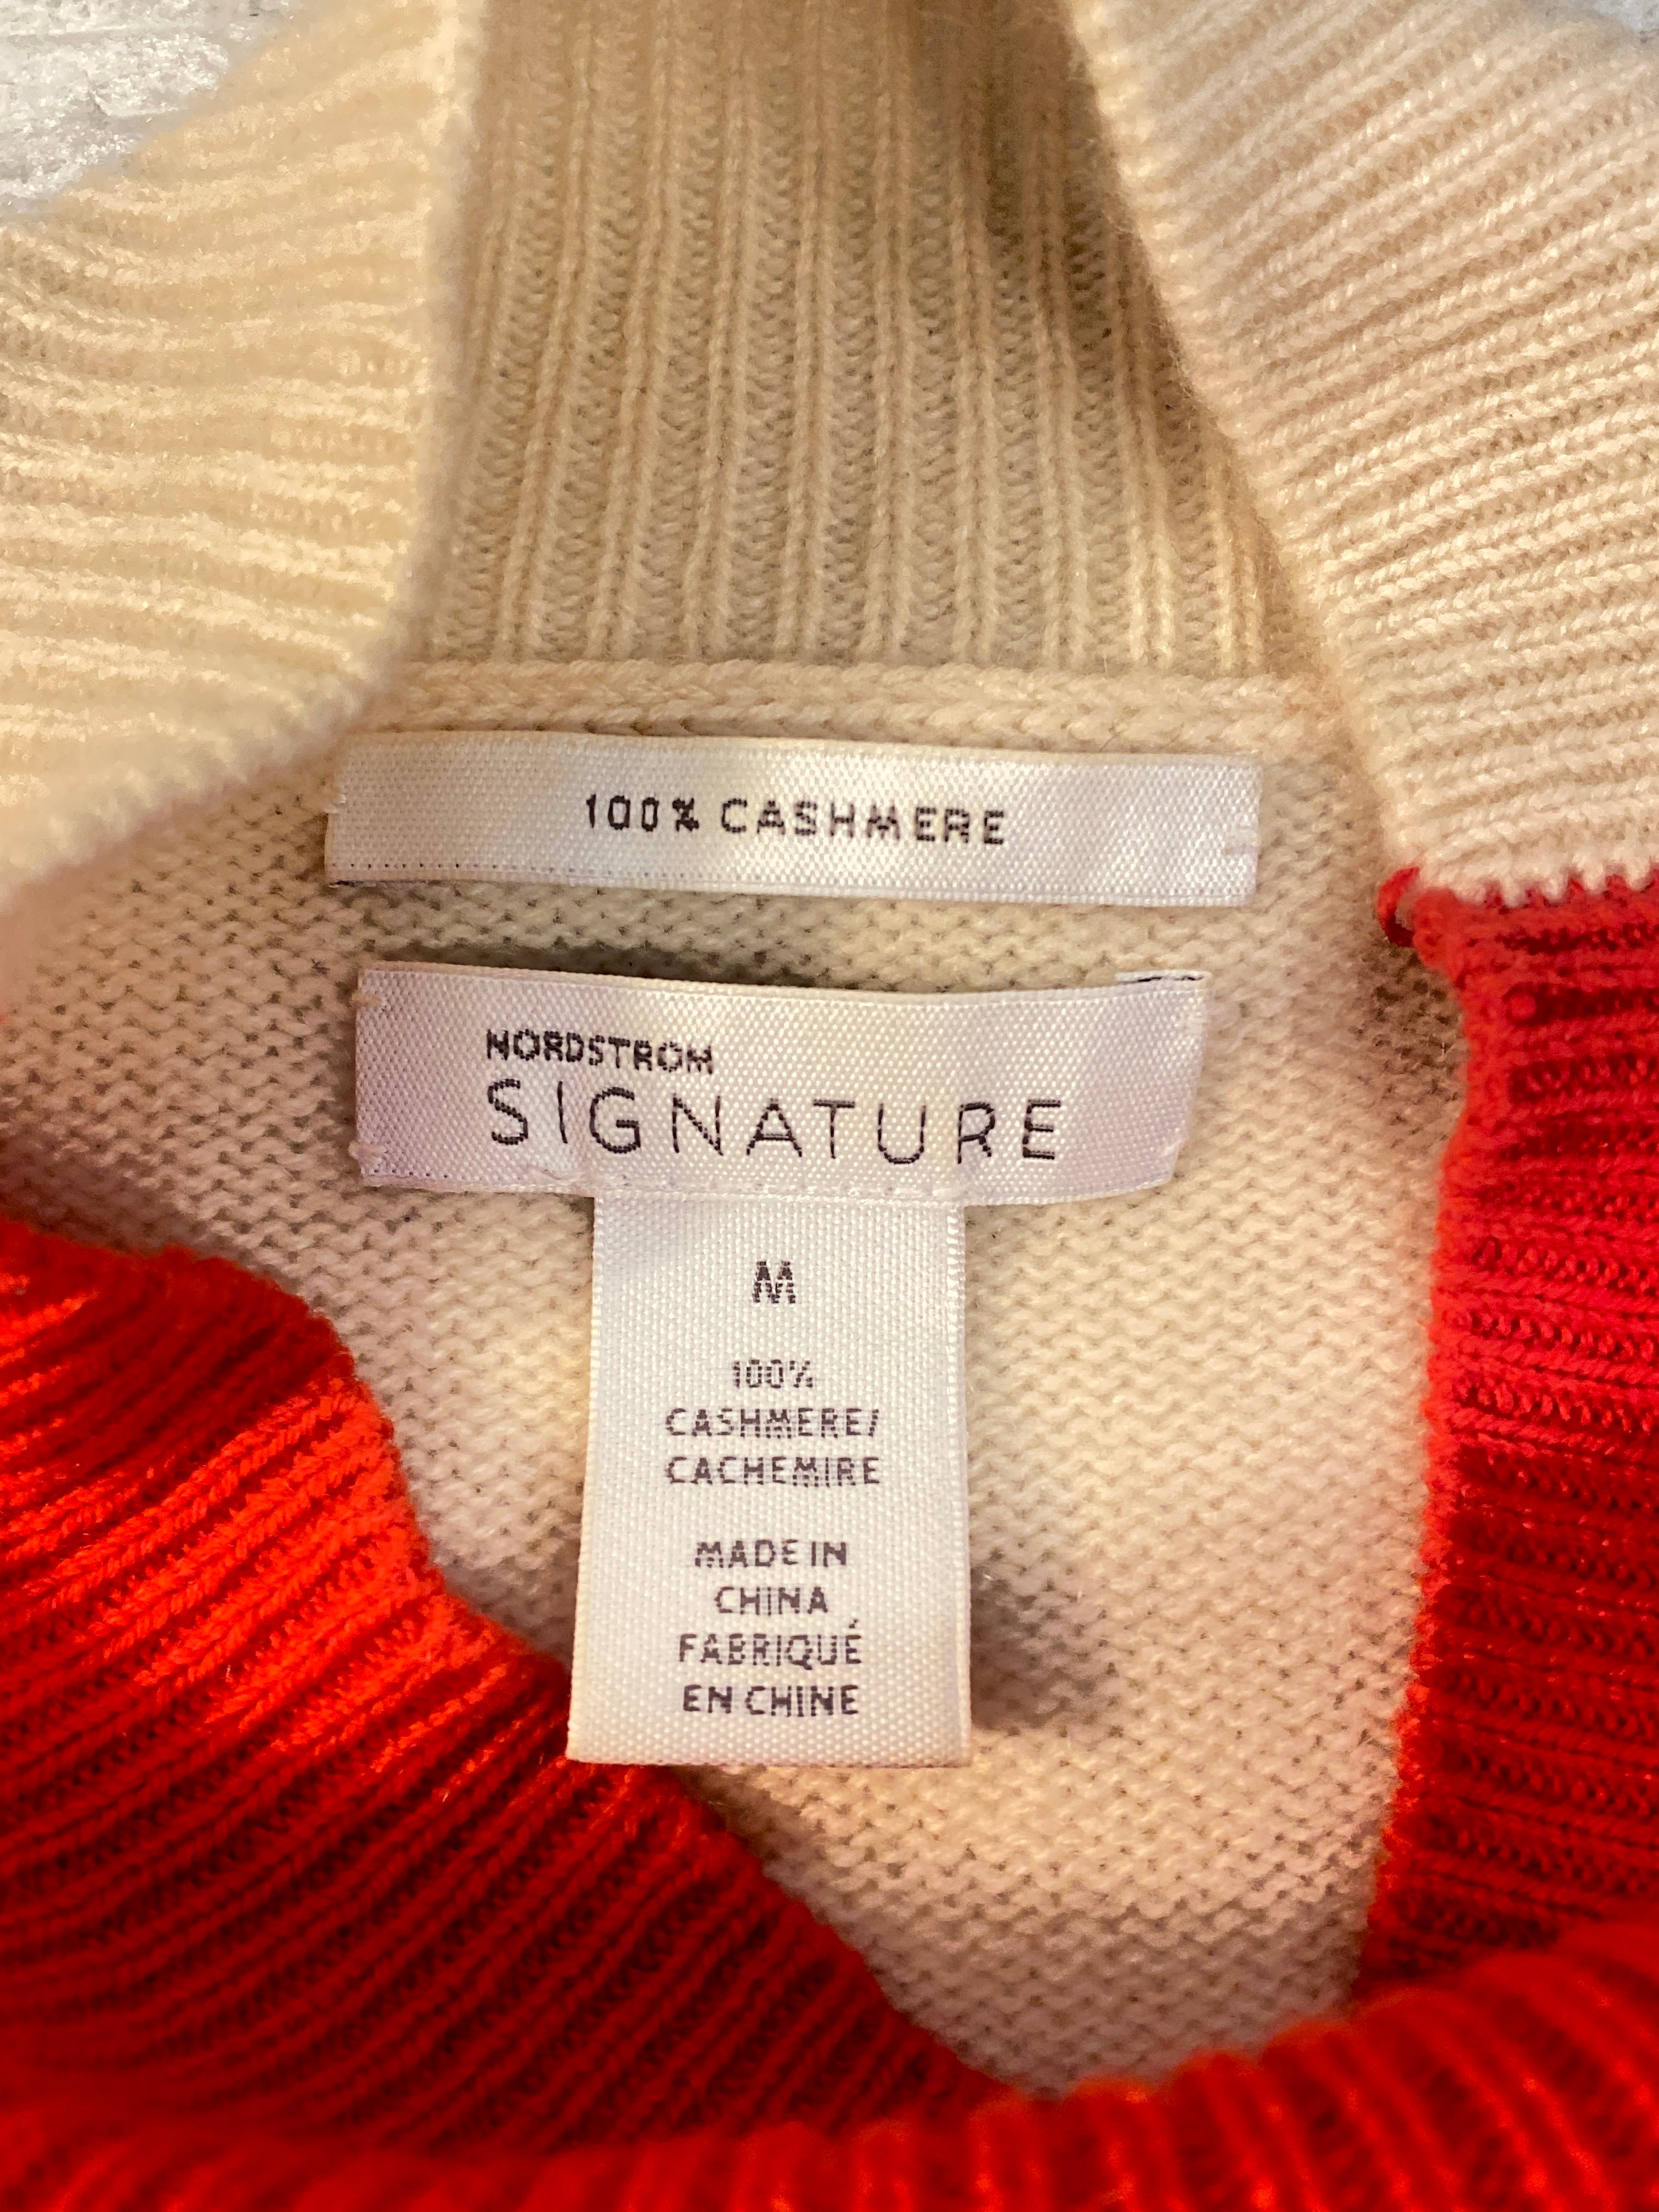 100% CASHMERE
NORDSTROM
SIGNATURE
M
100%
CASHMERE/
CACHEMIRE
MADE IN
CHINA
FABRIQUÉ
EN CHINE